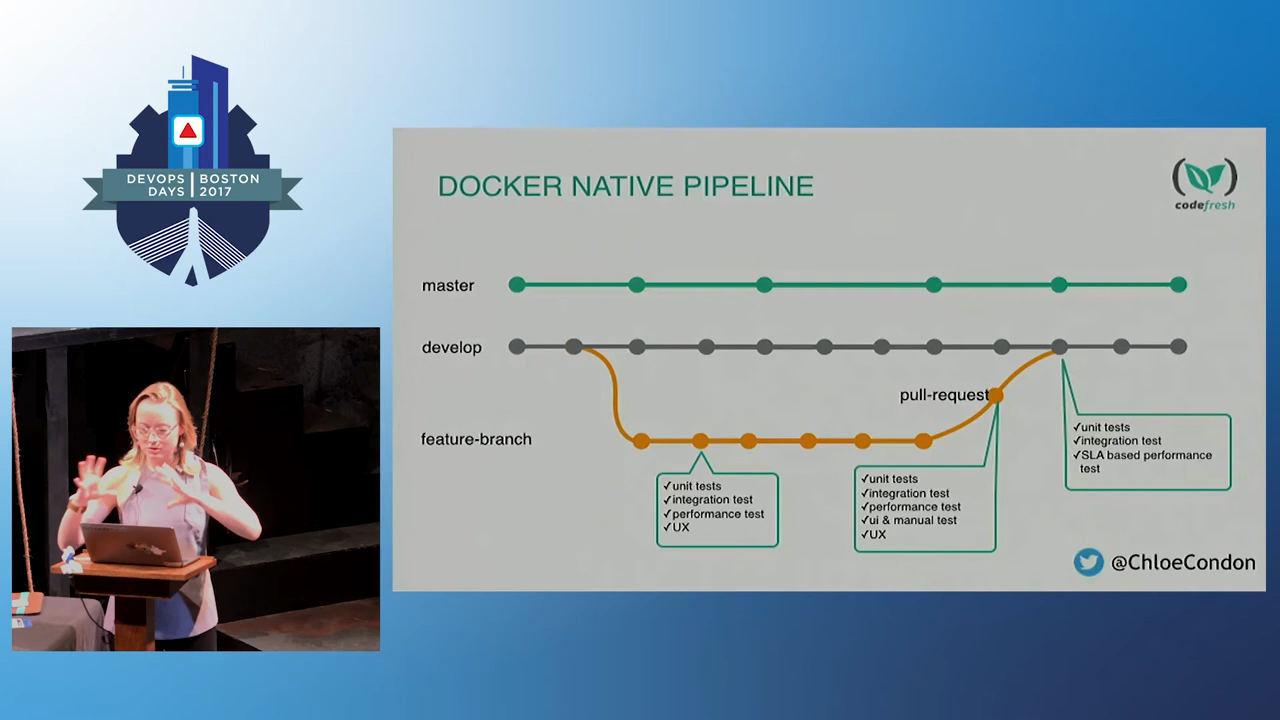 DEVOPS BOSTON
DAYS 2017
DOCKER NATIVE PIPELINE
codefresh
master
develop
pull-request
feature-branch
✓unit tests
✓integration test
✓performance test
✓UX
✓unit tests
✓integration test
✓performance test
✓ui & manual test
✓UX
✓unit tests
✓integration test
✓SLA based performance
test
@ChloeCondon